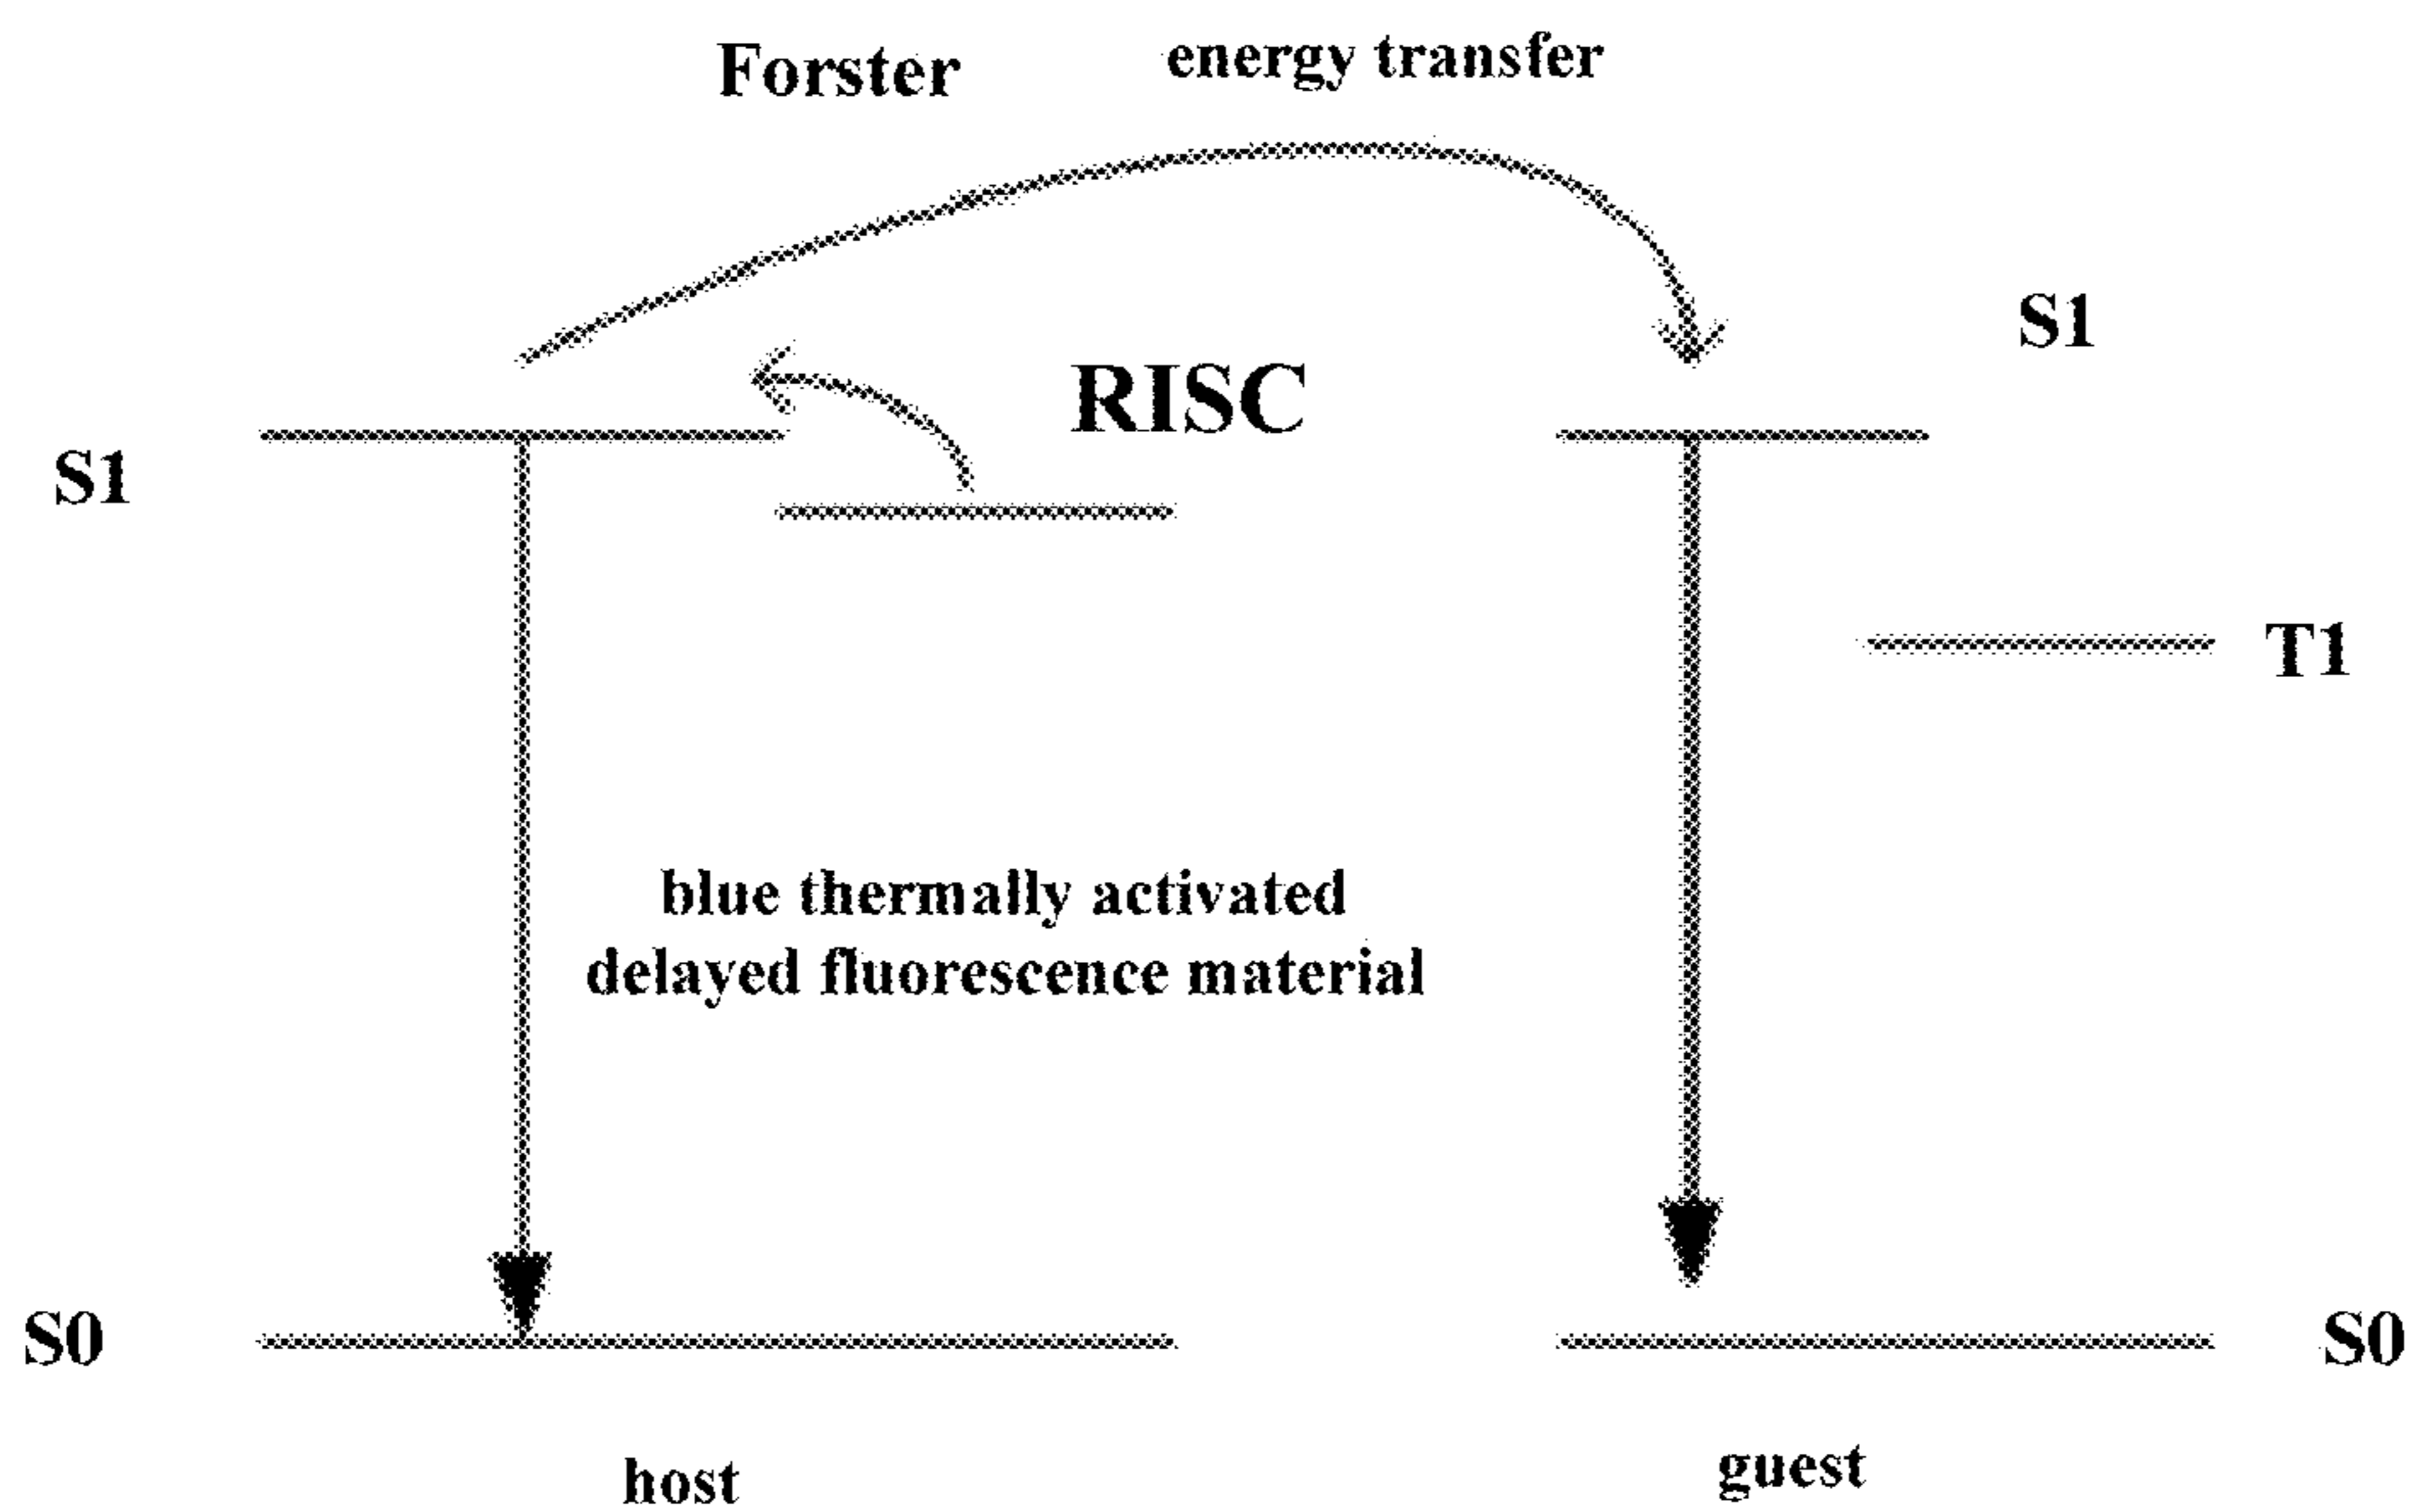 Forster energy transfer
S1
RISC
S1
T1
blue thermally activated
delayed fluorescence material
S0
S0
host
guest